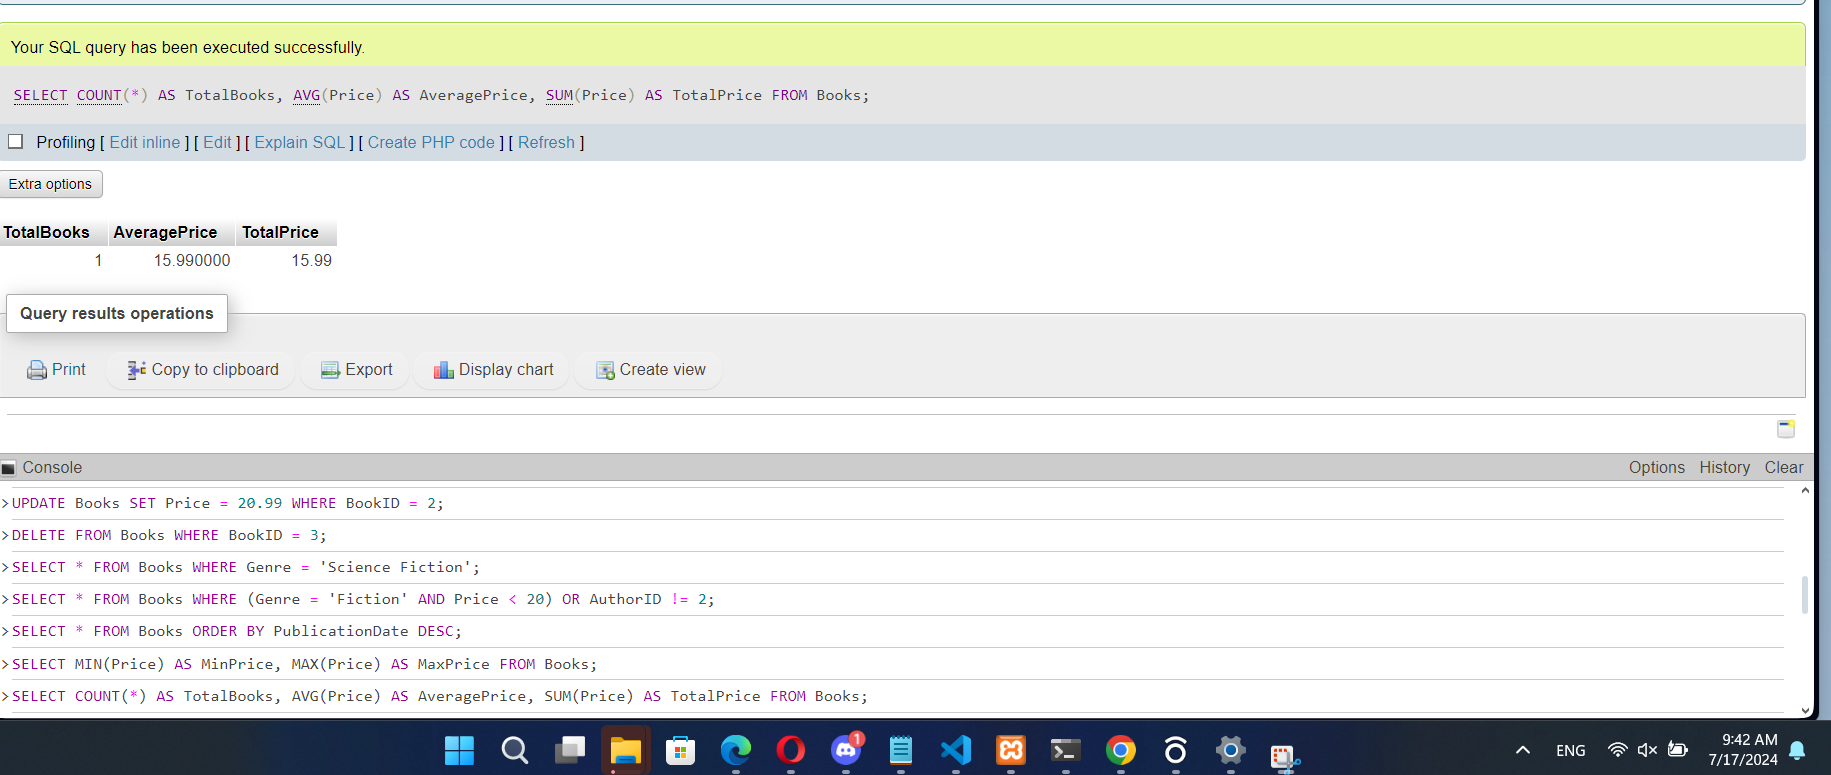 Your SQL query has been executed successfully.
SELECT COUNT(*) AS TotalBooks, AVG(Price) AS AveragePrice, SUM(Price) AS TotalPrice FROM Books;
Profiling [ Edit inline ] [ Edit ] [ Explain SQL ] [ Create PHP code ] [ Refresh ]
Extra options
TotalBooks AveragePrice TotalPrice
1 15.990000 15.99
Query results operations
Print Copy to clipboard Export Display chart Create view
Console Options History Clear
>UPDATE Books SET Price = 20.99 WHERE BookID = 2;
>DELETE FROM Books WHERE BookID = 3;
>SELECT * FROM Books WHERE Genre = 'Science Fiction';
>SELECT * FROM Books WHERE (Genre = 'Fiction' AND Price < 20) OR AuthorID != 2;
>SELECT * FROM Books ORDER BY PublicationDate DESC;
>SELECT MIN(Price) AS MinPrice, MAX(Price) AS MaxPrice FROM Books;
>SELECT COUNT(*) AS TotalBooks, AVG(Price) AS AveragePrice, SUM(Price) AS TotalPrice FROM Books;
1
ENG
9:42 AM
7/17/2024